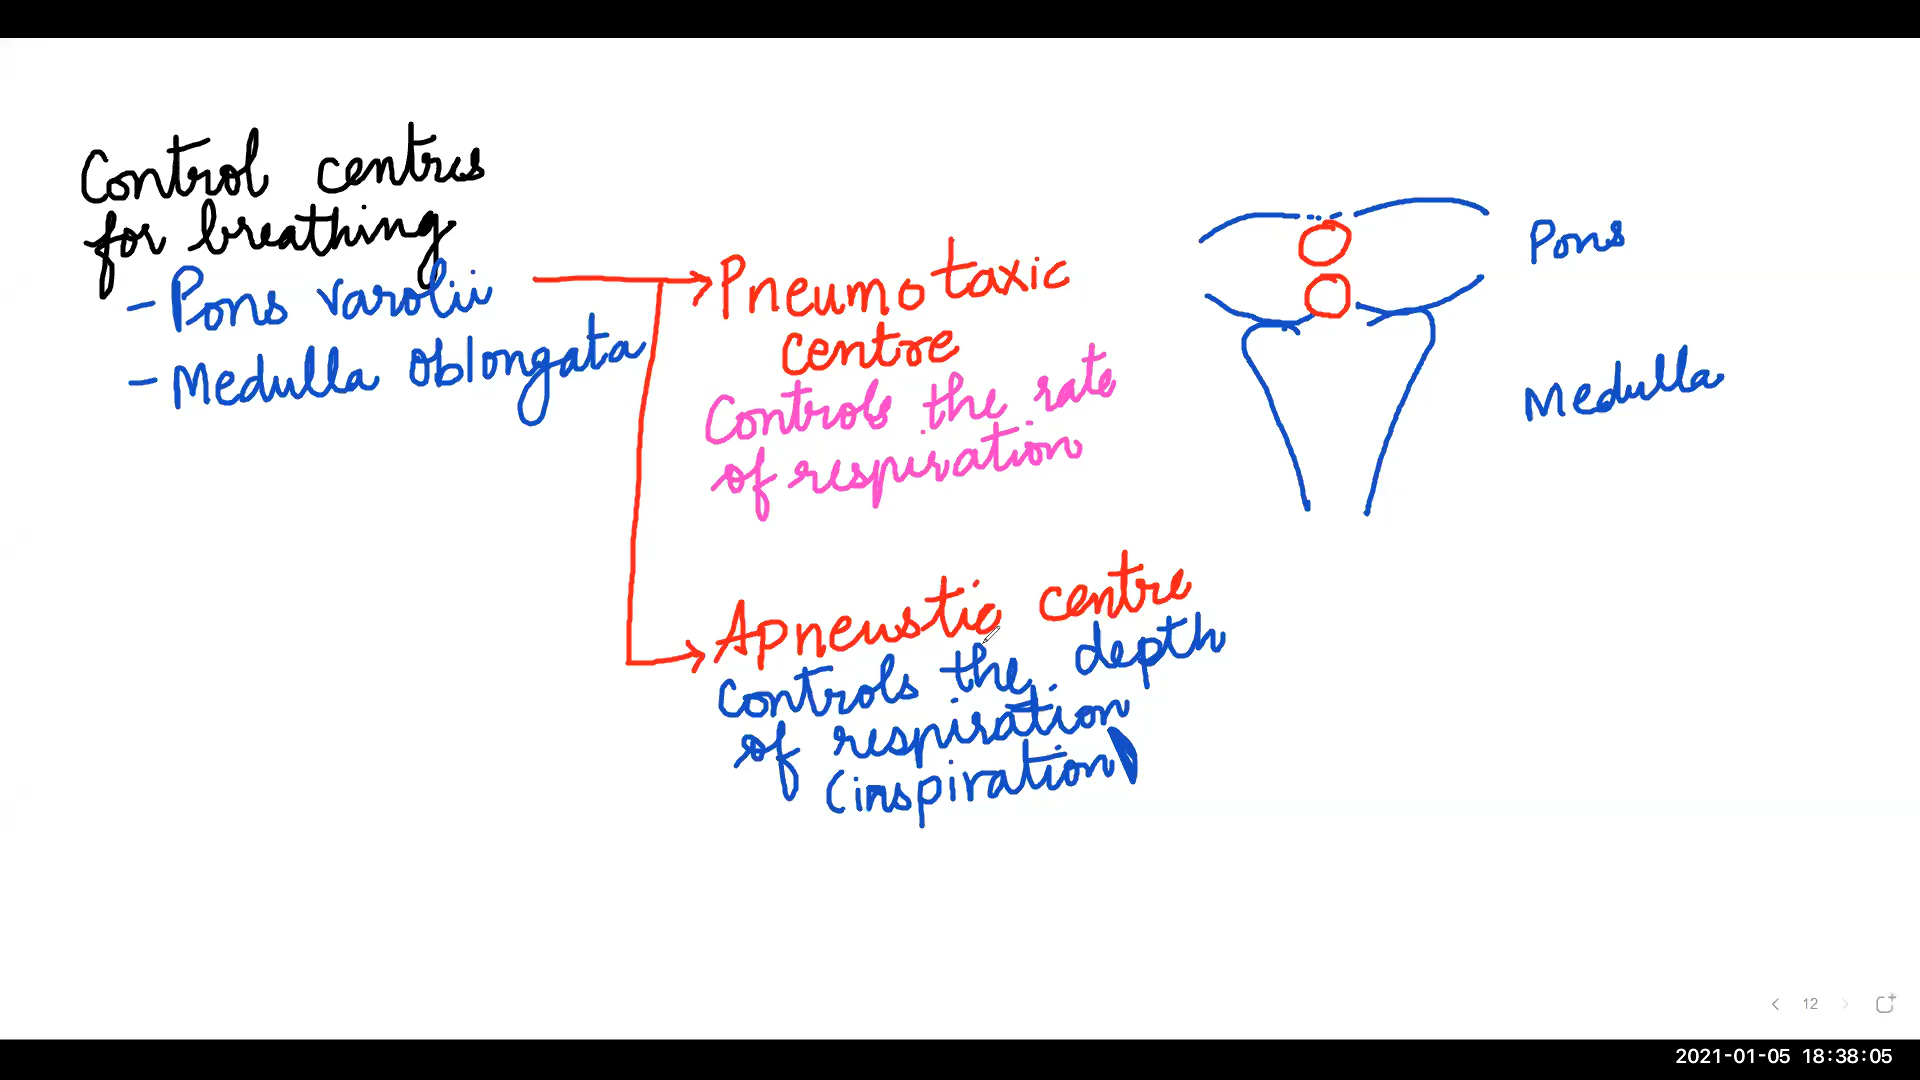 Control centres
for breathing
- Pons varolii
- Medulla oblongata
Pneumotaxic
centre
Controls the rate
of respiration
Apneustic centre
Controls the depth
of respiration
(inspiration)
Pons
Medulla
12
2021-01-05 18:38:05